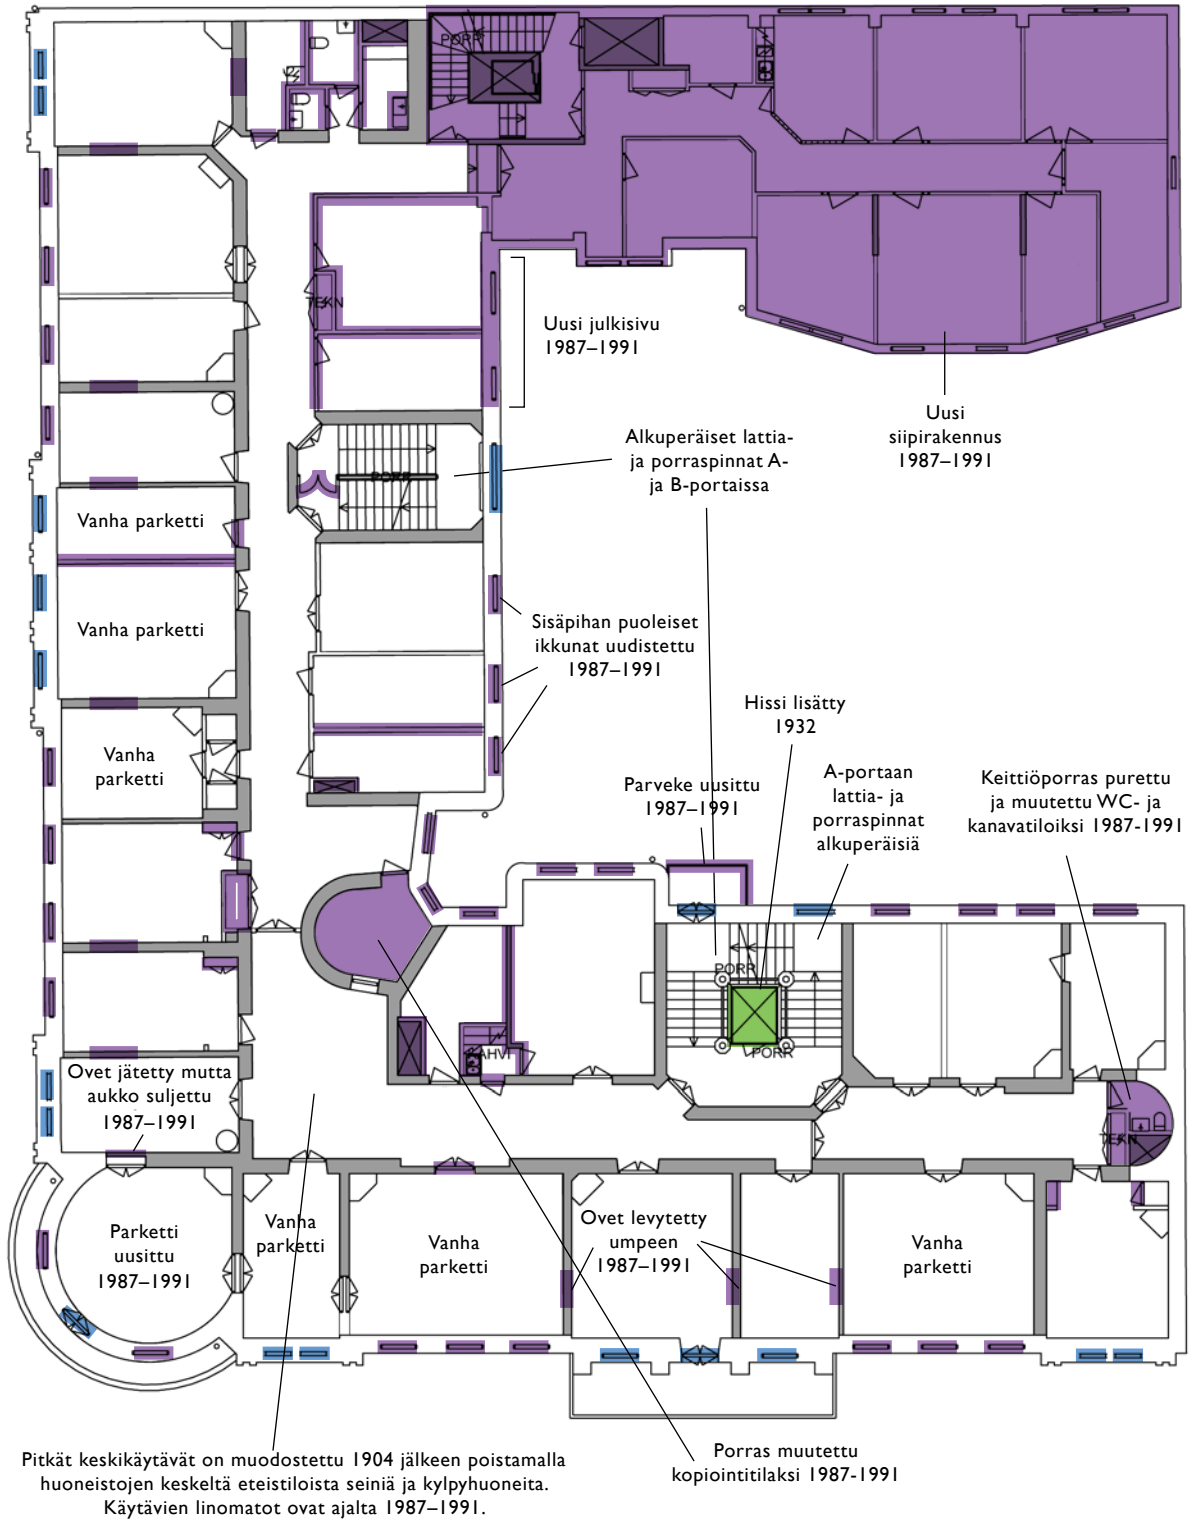 PORR
TEKN
Uusi julkisivu
1987–1991
Uusi
siipirakennus
1987–1991
Alkuperäiset lattia-
ja porraspinnat A-
ja B-portaissa
PORR
Vanha parketti
Vanha parketti
Sisäpihan puoleiset
ikkunat uudistettu
1987–1991
Hissi lisätty
1932
Vanha
parketti
Parveke uusittu
1987–1991
A-portaan
lattia- ja
porraspinnat
alkuperäisiä
Keittiöporras purettu
ja muutettu WC- ja
kanavatiloiksi 1987-1991
PORR
KAHVI
PORR
Ovet jätetty mutta
aukko suljettu
1987–1991
TEKN
Parketti
uusittu
1987–1991
Vanha
parketti
Vanha
parketti
Ovet levytetty
umpeen
1987–1991
Vanha
parketti
Pitkät keskikäytävät on muodostettu 1904 jälkeen poistamalla
huoneistojen keskeltä eteistiloista seiniä ja kylpyhuoneita.
Käytävien linomatot ovat ajalta 1987–1991.
Porras muutettu
kopiointitilaksi 1987-1991